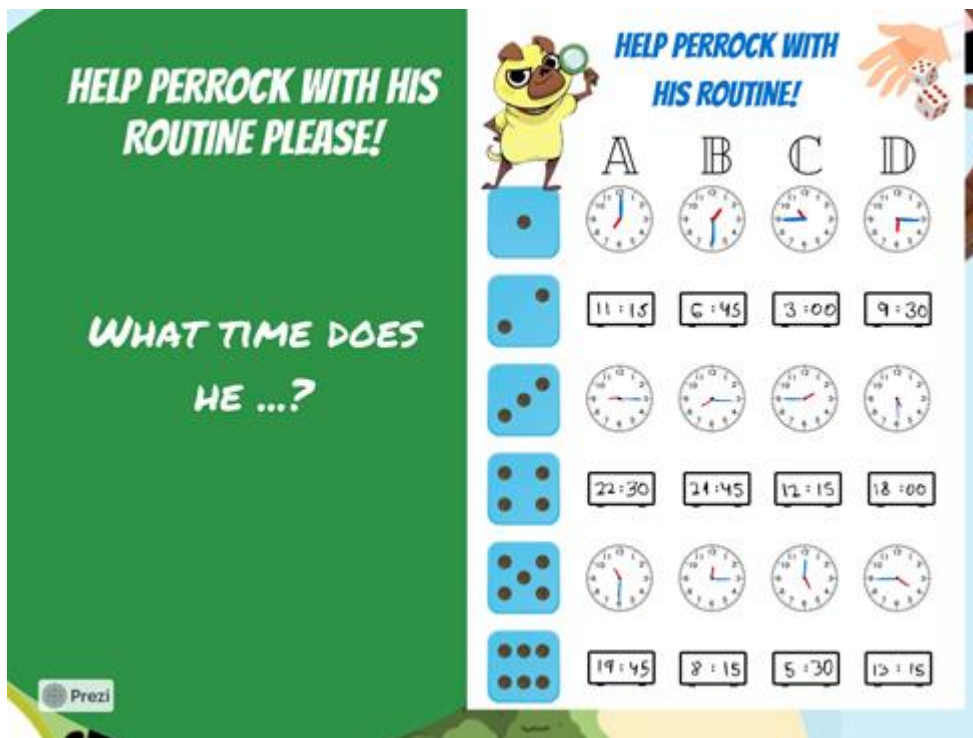 HELP PERROCK WITH HIS
ROUTINE PLEASE!
WHAT TIME DOES
HE ...?
Prezi
HELP PERROCK WITH
HIS ROUTINE!
A B C D
11:15 6:45 3:00 9:30
22:30 21:45 12:15 18:00
19:45 8:15 5:30 13:15